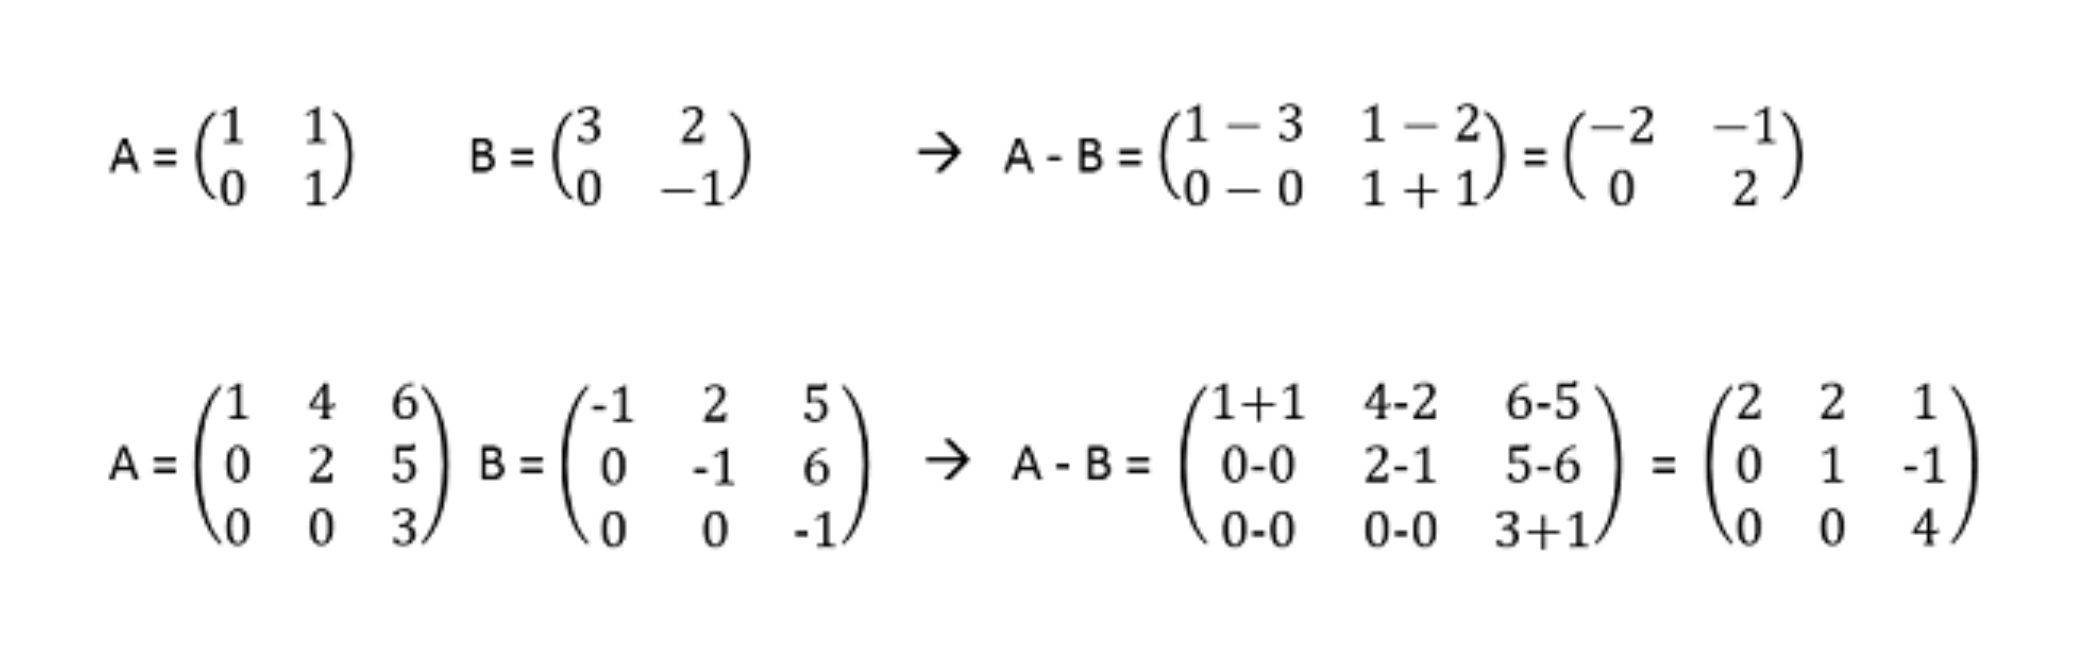 A = (1 1) B = (3 2) → A - B = (1 − 3 1 − 2) = (−2 −1)
(0 1) (0 −1) (0 − 0 1 + 1) (0 2)
(1 4 6) (-1 2 5) (1+1 4-2 6-5) (2 2 1)
A = (0 2 5) B = (0 -1 6) → A - B = (0-0 2-1 5-6) = (0 1 -1)
(0 0 3) (0 0 -1) (0-0 0-0 3+1) (0 0 4)